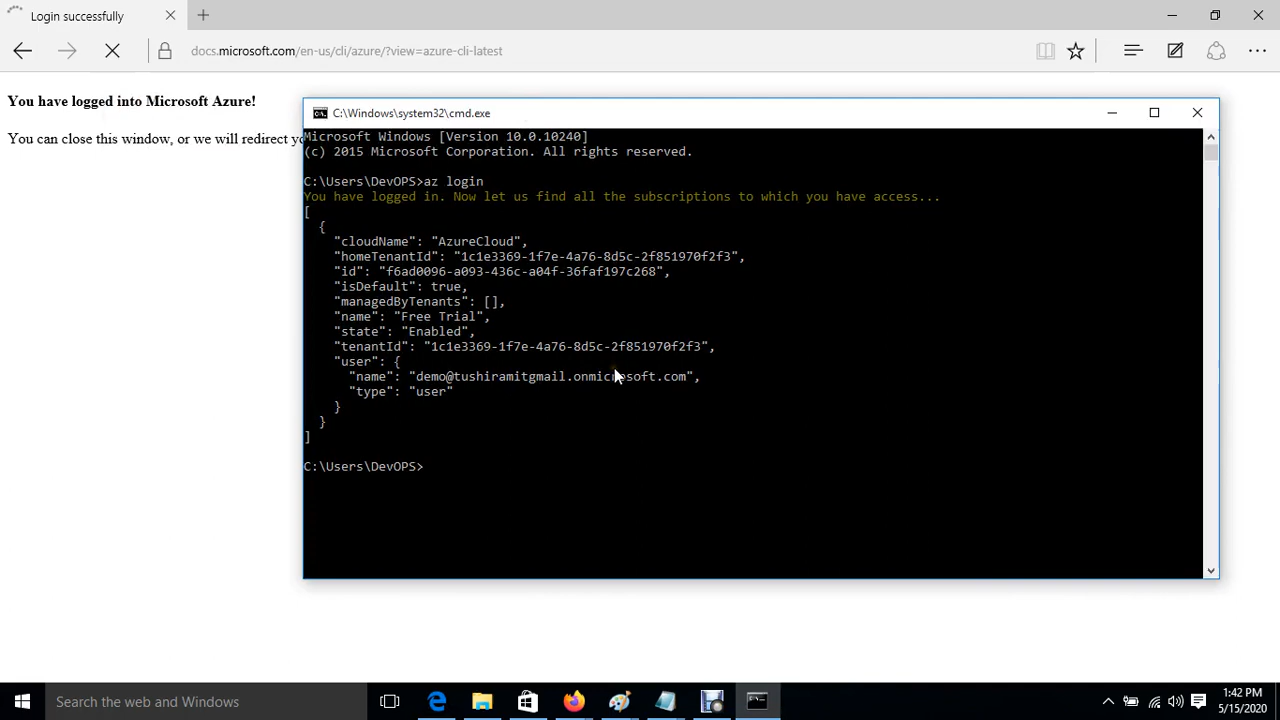 Login successfully
docs.microsoft.com/en-us/cli/azure/?view=azure-cli-latest
You have logged into Microsoft Azure!
You can close this window, or we will redirect
C:\Windows\system32\cmd.exe
Microsoft Windows [Version 10.0.10240]
(c) 2015 Microsoft Corporation. All rights reserved.
C:\Users\DevOPS>az login
You have logged in. Now let us find all the subscriptions to which you have access...
[
{
"cloudName": "AzureCloud",
"homeTenantId": "1c1e3369-1f7e-4a76-8d5c-2f851970f2f3",
"id": "f6ad0096-a093-436c-a04f-36faf197c268",
"isDefault": true,
"managedByTenants": [],
"name": "Free Trial",
"state": "Enabled",
"tenantId": "1c1e3369-1f7e-4a76-8d5c-2f851970f2f3",
"user": {
"name": "demo@tushiramitgmail.onmicrosoft.com",
"type": "user"
}
}
]
C:\Users\DevOPS>
Search the web and Windows
1:42 PM
5/15/2020